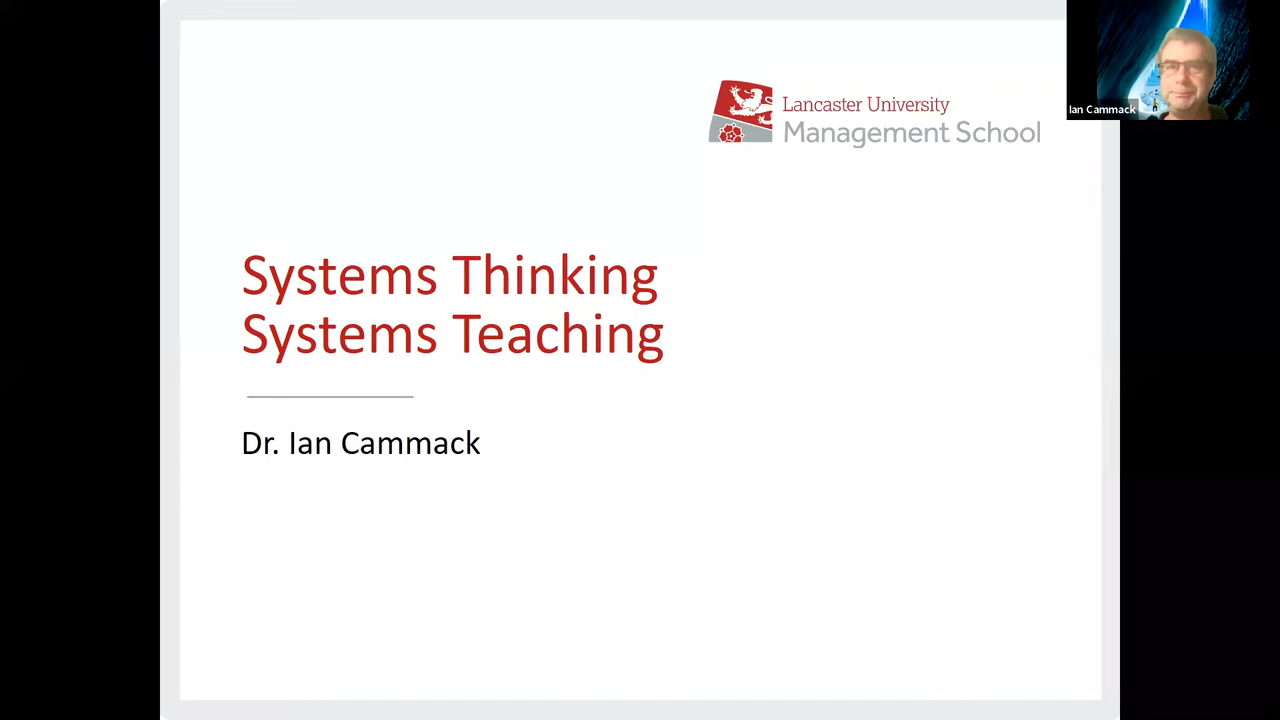 Lancaster University
Management School
Ian Cammack
Systems Thinking
Systems Teaching
Dr. Ian Cammack